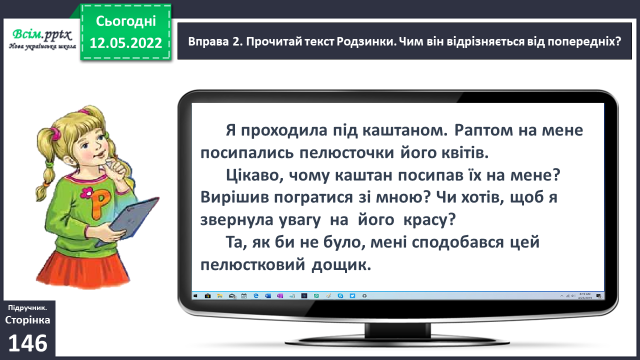 Всім.pptx
Нова українська школа
Сьогодні
12.05.2022
Вправа 2. Прочитай текст Родзинки. Чим він відрізняється від попередніх?
Я проходила під каштаном. Раптом на мене
посипались пелюсточки його квітів.
Цікаво, чому каштан посипав їх на мене?
Вирішив погратися зі мною? Чи хотів, щоб я
звернула увагу на його красу?
Та, як би не було, мені сподобався цей
пелюстковий дощик.
Р
Підручник.
Сторінка
146